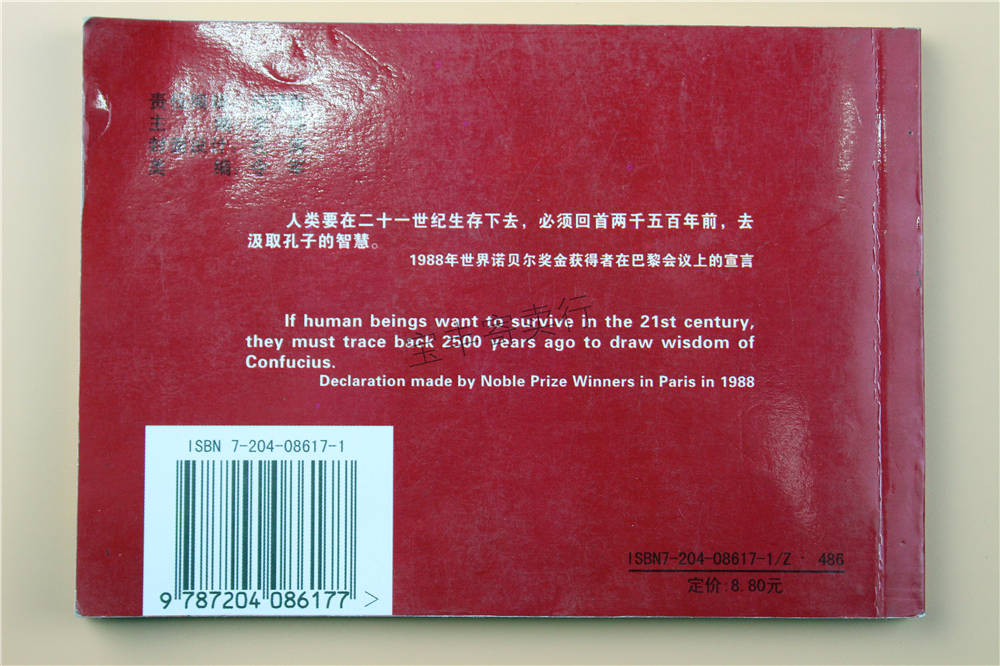 人类要在二十一世纪生存下去，必须回首两千五百年前，去
汲取孔子的智慧。
1988年世界诺贝尔奖金获得者在巴黎会议上的宣言
If human beings want to survive in the 21st century,
they must trace back 2500 years ago to draw wisdom of
Confucius.
Declaration made by Noble Prize Winners in Paris in 1988
ISBN 7-204-08617-1
9 787204 086177 >
ISBN7-204-08617-1/Z · 486
定价:8.80元